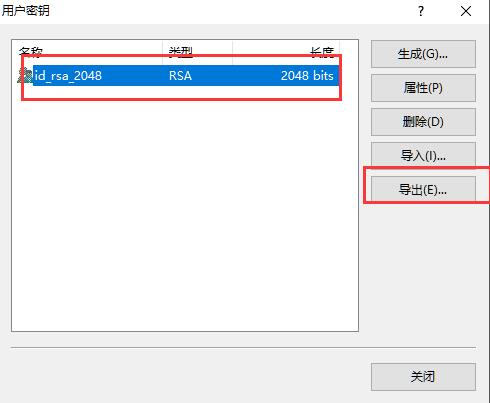 用户密钥
?
名称 类型 长度
id_rsa_2048 RSA 2048 bits
生成(G)...
属性(P)
删除(D)
导入(I)...
导出(E)...
关闭